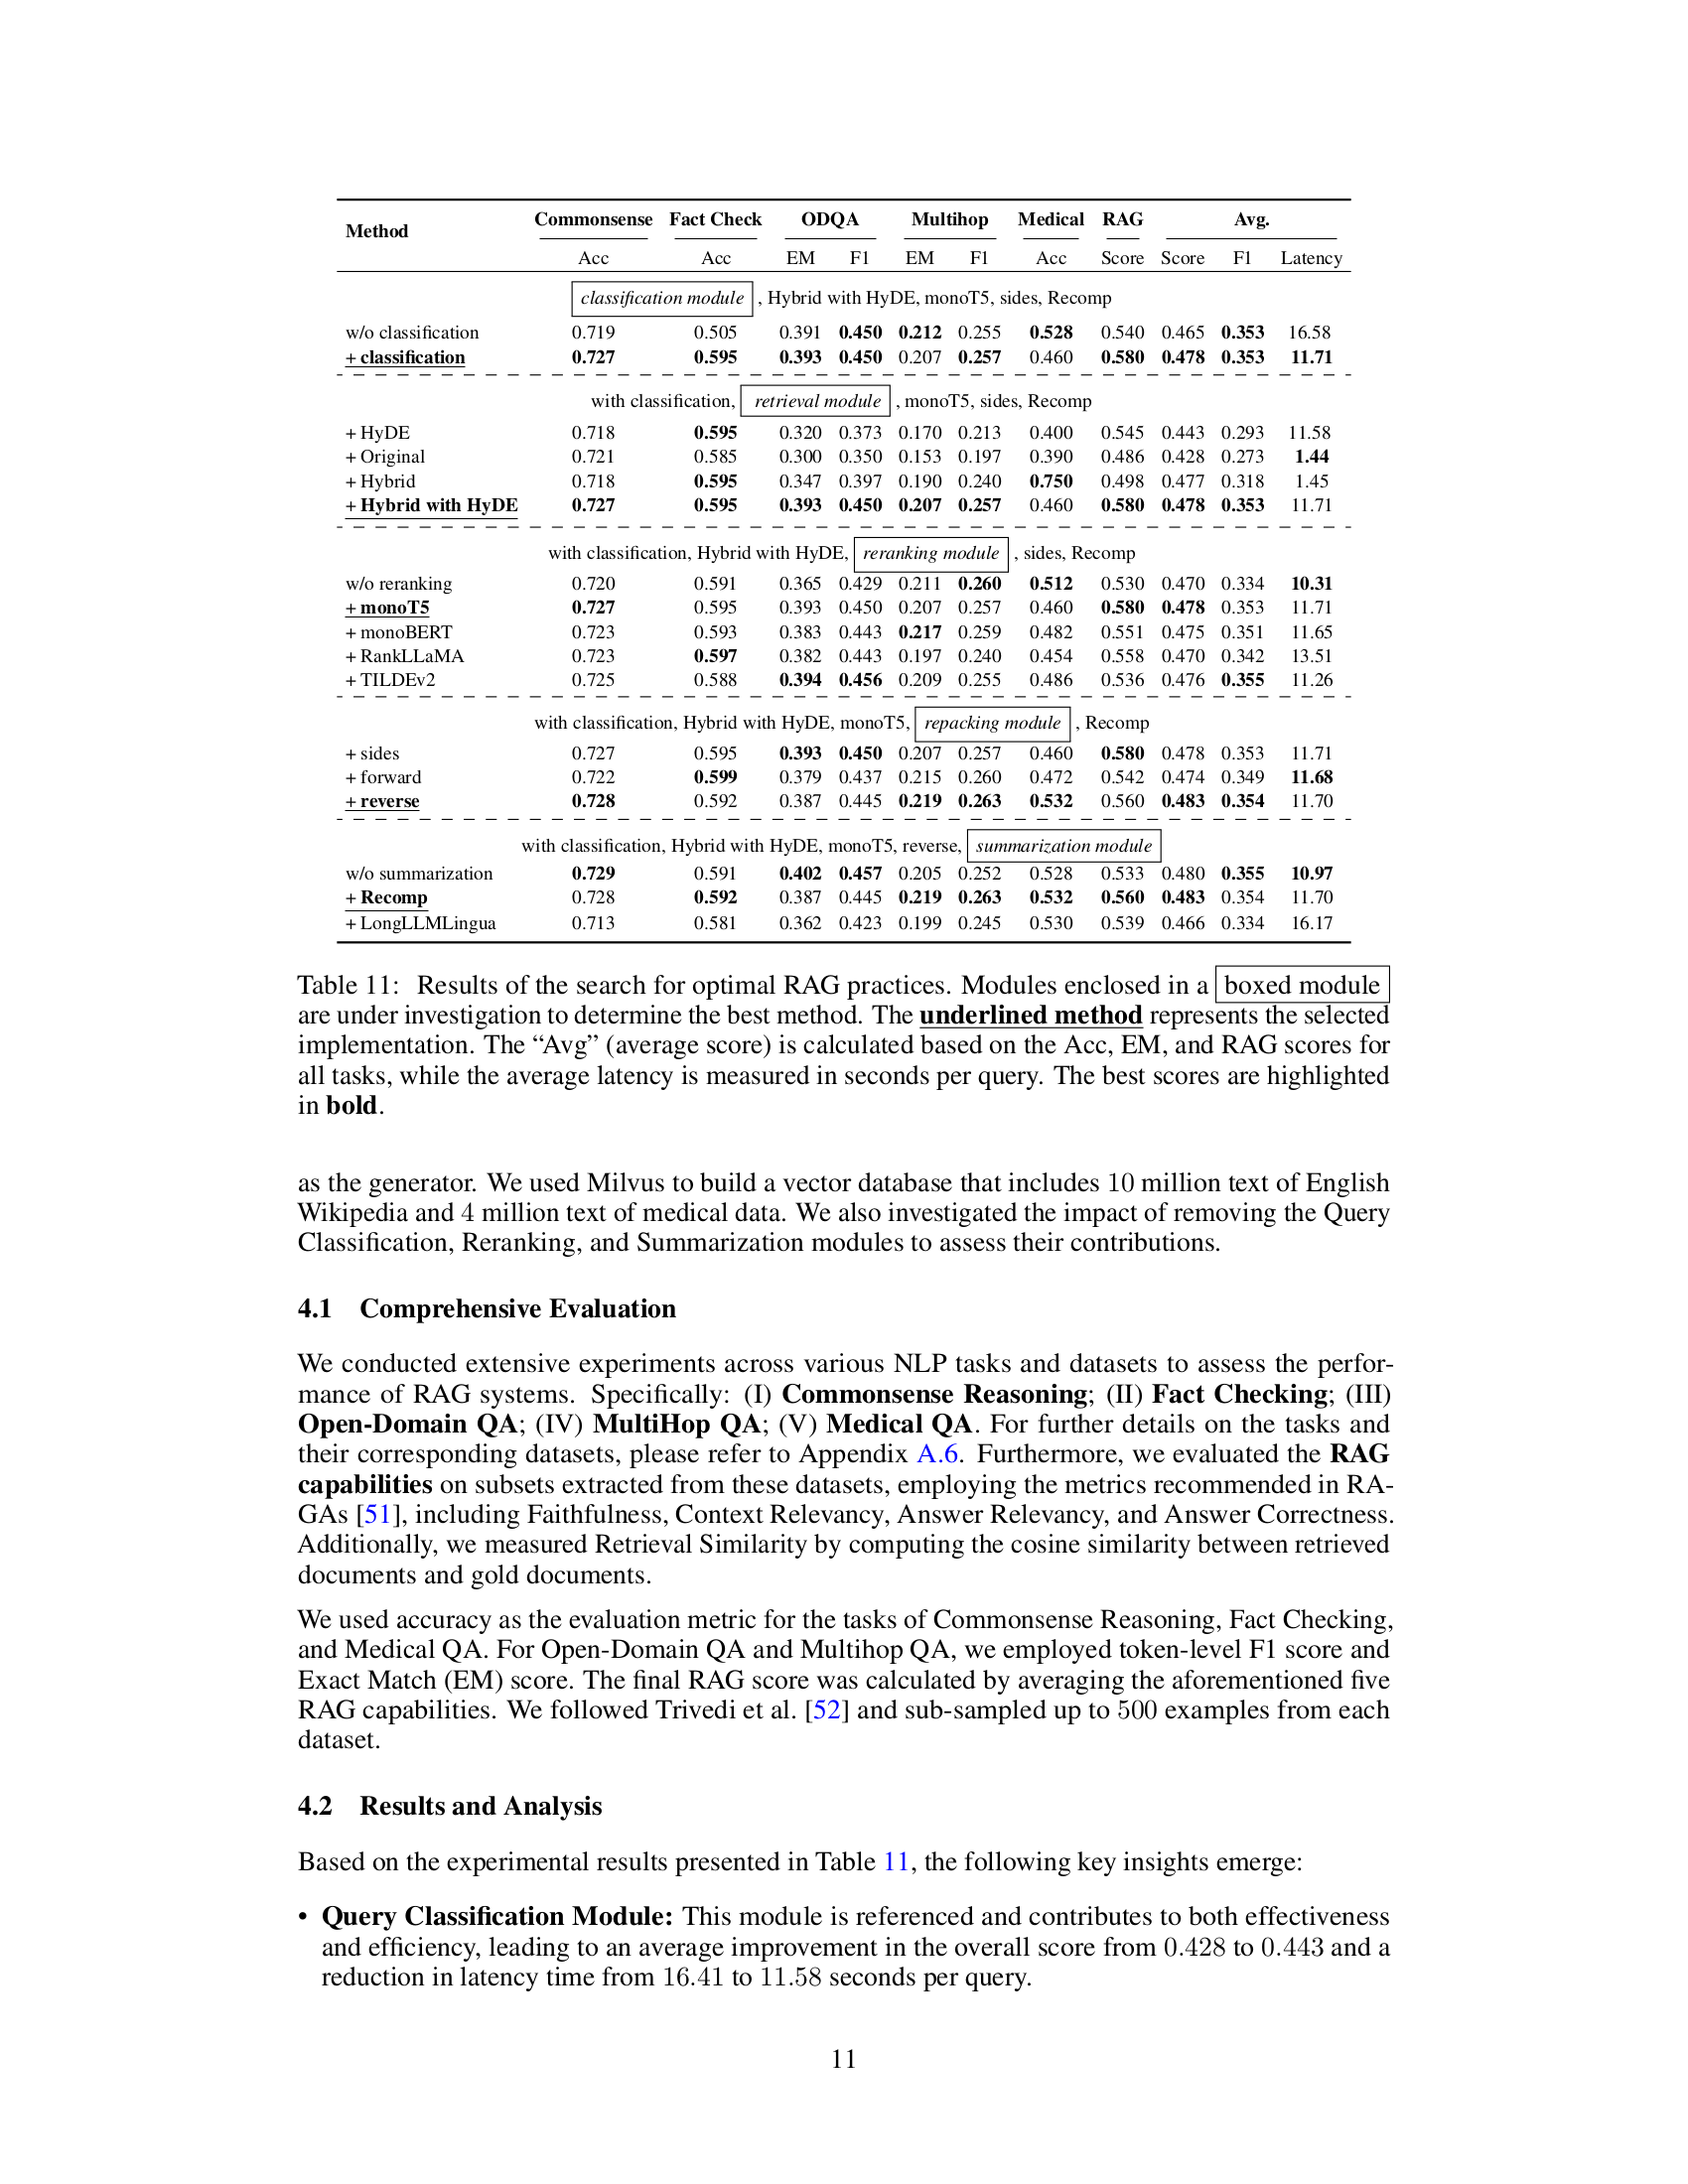 Method Commonsense Fact Check ODQA Multihop Medical RAG Avg.
Acc Acc EM F1 EM F1 Acc Score Score F1 Latency
classification module , Hybrid with HyDE, monoT5, sides, Recomp
w/o classification 0.719 0.505 0.391 0.450 0.212 0.255 0.528 0.540 0.465 0.353 16.58
+ classification 0.727 0.595 0.393 0.450 0.207 0.257 0.460 0.580 0.478 0.353 11.71
with classification, retrieval module , monoT5, sides, Recomp
+ HyDE 0.718 0.595 0.320 0.373 0.170 0.213 0.400 0.545 0.443 0.293 11.58
+ Original 0.721 0.585 0.300 0.350 0.153 0.197 0.390 0.486 0.428 0.273 1.44
+ Hybrid 0.718 0.595 0.347 0.397 0.190 0.240 0.750 0.498 0.477 0.318 1.45
+ Hybrid with HyDE 0.727 0.595 0.393 0.450 0.207 0.257 0.460 0.580 0.478 0.353 11.71
with classification, Hybrid with HyDE, reranking module , sides, Recomp
w/o reranking 0.720 0.591 0.365 0.429 0.211 0.260 0.512 0.530 0.470 0.334 10.31
+ monoT5 0.727 0.595 0.393 0.450 0.207 0.257 0.460 0.580 0.478 0.353 11.71
+ monoBERT 0.723 0.593 0.383 0.443 0.217 0.259 0.482 0.551 0.475 0.351 11.65
+ RankLLaMA 0.723 0.597 0.382 0.443 0.197 0.240 0.454 0.558 0.470 0.342 13.51
+ TILDEv2 0.725 0.588 0.394 0.456 0.209 0.255 0.486 0.536 0.476 0.355 11.26
with classification, Hybrid with HyDE, monoT5, repacking module , Recomp
+ sides 0.727 0.595 0.393 0.450 0.207 0.257 0.460 0.580 0.478 0.353 11.71
+ forward 0.722 0.599 0.379 0.437 0.215 0.260 0.472 0.542 0.474 0.349 11.68
+ reverse 0.728 0.592 0.387 0.445 0.219 0.263 0.532 0.560 0.483 0.354 11.70
with classification, Hybrid with HyDE, monoT5, reverse, summarization module
w/o summarization 0.729 0.591 0.402 0.457 0.205 0.252 0.528 0.533 0.480 0.355 10.97
+ Recomp 0.728 0.592 0.387 0.445 0.219 0.263 0.532 0.560 0.483 0.354 11.70
+ LongLLMLingua 0.713 0.581 0.362 0.423 0.199 0.245 0.530 0.539 0.466 0.334 16.17
Table 11: Results of the search for optimal RAG practices. Modules enclosed in a boxed module
are under investigation to determine the best method. The underlined method represents the selected
implementation. The “Avg” (average score) is calculated based on the Acc, EM, and RAG scores for
all tasks, while the average latency is measured in seconds per query. The best scores are highlighted
in bold.
as the generator. We used Milvus to build a vector database that includes 10 million text of English
Wikipedia and 4 million text of medical data. We also investigated the impact of removing the Query
Classification, Reranking, and Summarization modules to assess their contributions.
4.1 Comprehensive Evaluation
We conducted extensive experiments across various NLP tasks and datasets to assess the perfor-
mance of RAG systems. Specifically: (I) Commonsense Reasoning; (II) Fact Checking; (III)
Open-Domain QA; (IV) MultiHop QA; (V) Medical QA. For further details on the tasks and
their corresponding datasets, please refer to Appendix A.6. Furthermore, we evaluated the RAG
capabilities on subsets extracted from these datasets, employing the metrics recommended in RA-
GAs [51], including Faithfulness, Context Relevancy, Answer Relevancy, and Answer Correctness.
Additionally, we measured Retrieval Similarity by computing the cosine similarity between retrieved
documents and gold documents.
We used accuracy as the evaluation metric for the tasks of Commonsense Reasoning, Fact Checking,
and Medical QA. For Open-Domain QA and Multihop QA, we employed token-level F1 score and
Exact Match (EM) score. The final RAG score was calculated by averaging the aforementioned five
RAG capabilities. We followed Trivedi et al. [52] and sub-sampled up to 500 examples from each
dataset.
4.2 Results and Analysis
Based on the experimental results presented in Table 11, the following key insights emerge:
• Query Classification Module: This module is referenced and contributes to both effectiveness
and efficiency, leading to an average improvement in the overall score from 0.428 to 0.443 and a
reduction in latency time from 16.41 to 11.58 seconds per query.
11